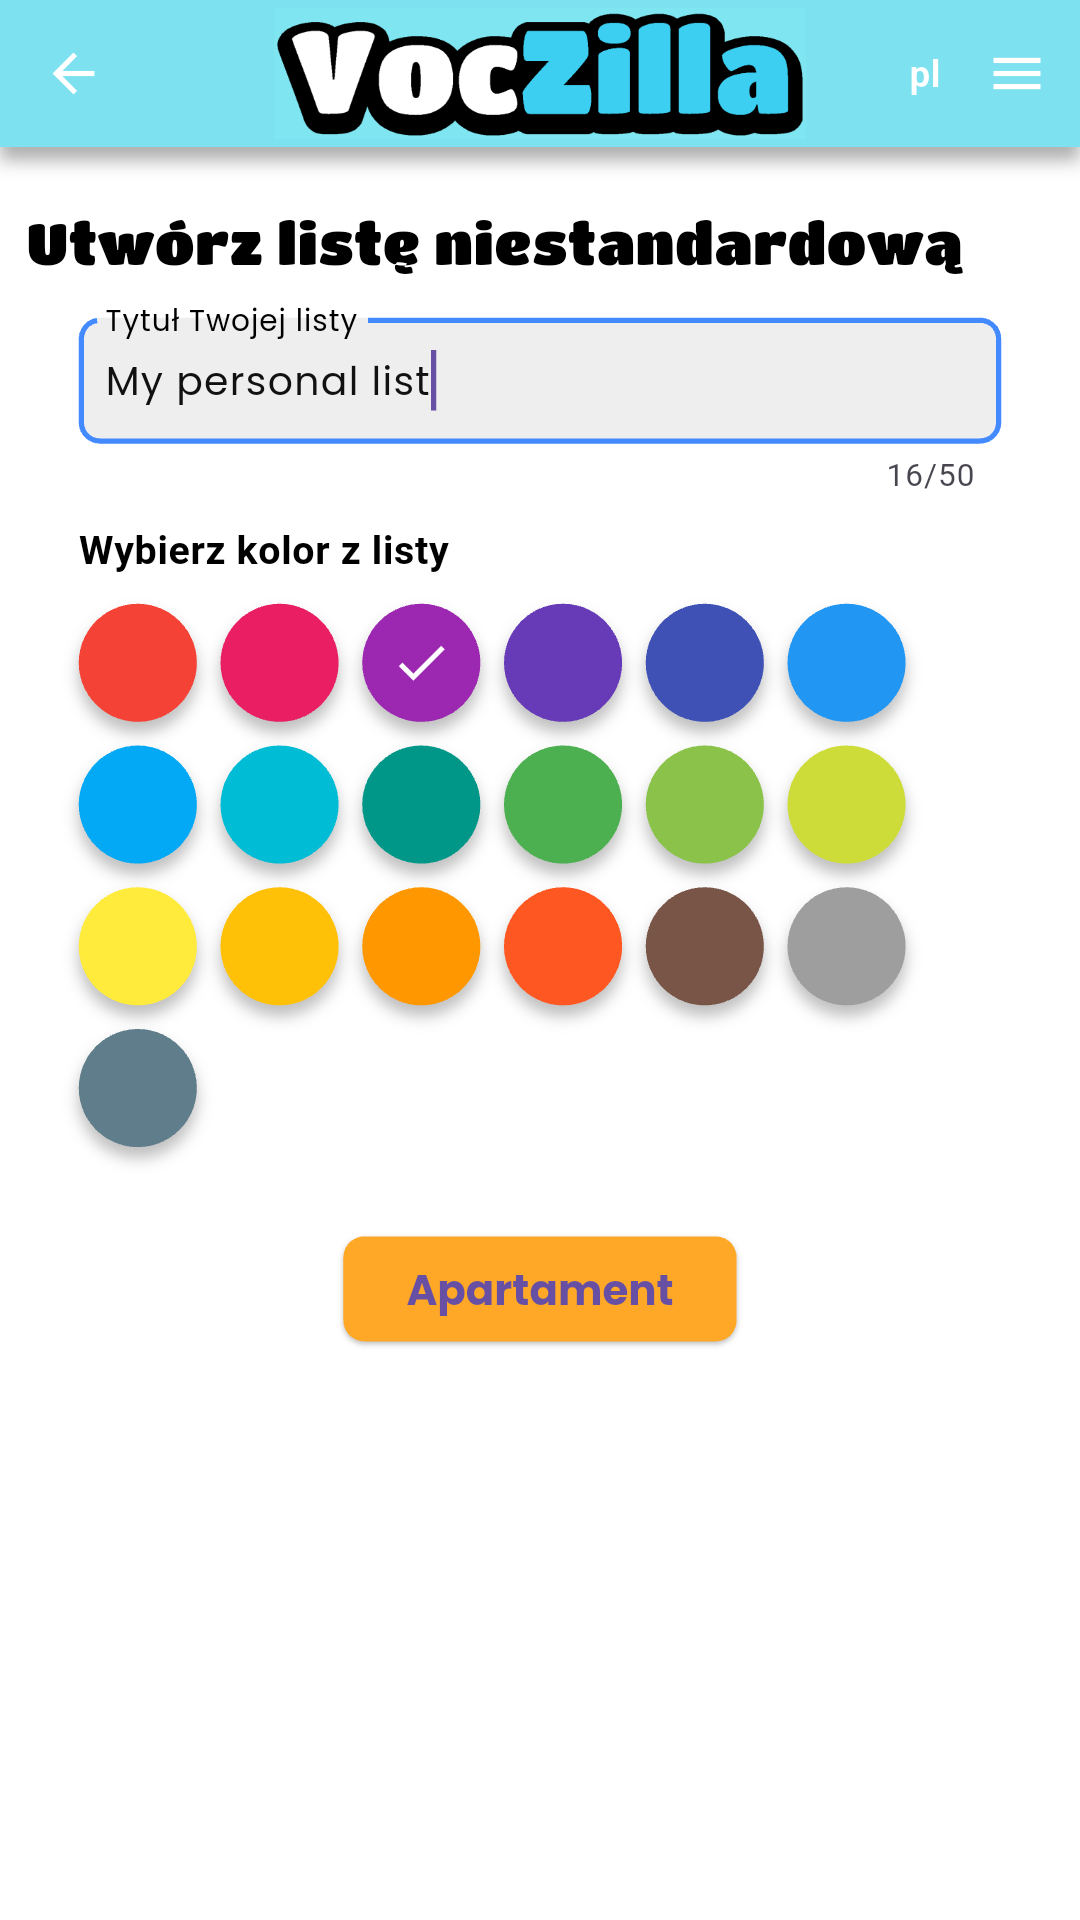 VocZilla
pl
Utwórz listę niestandardową
Tytuł Twojej listy
My personal list
16/50
Wybierz kolor z listy
Apartament